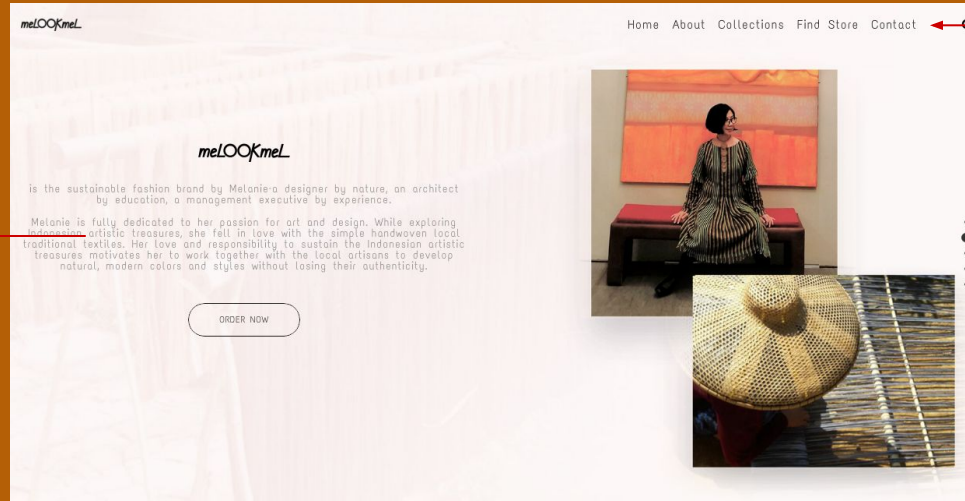 meLOOKmeL
Home About Collections Find Store Contact
meLOOKmeL
is the sustainable fashion brand by Melanie-a designer by nature, an architect
by education, a management executive by experience.
Melanie is fully dedicated to her passion for art and design. While exploring
Indonesian artistic treasures, she fell in love with the simple handwoven local
traditional textiles. Her love and responsibility to sustain the Indonesian artistic
treasures motivates her to work together with the local artisans to develop
natural, modern colors and styles without losing their authenticity.
ORDER NOW